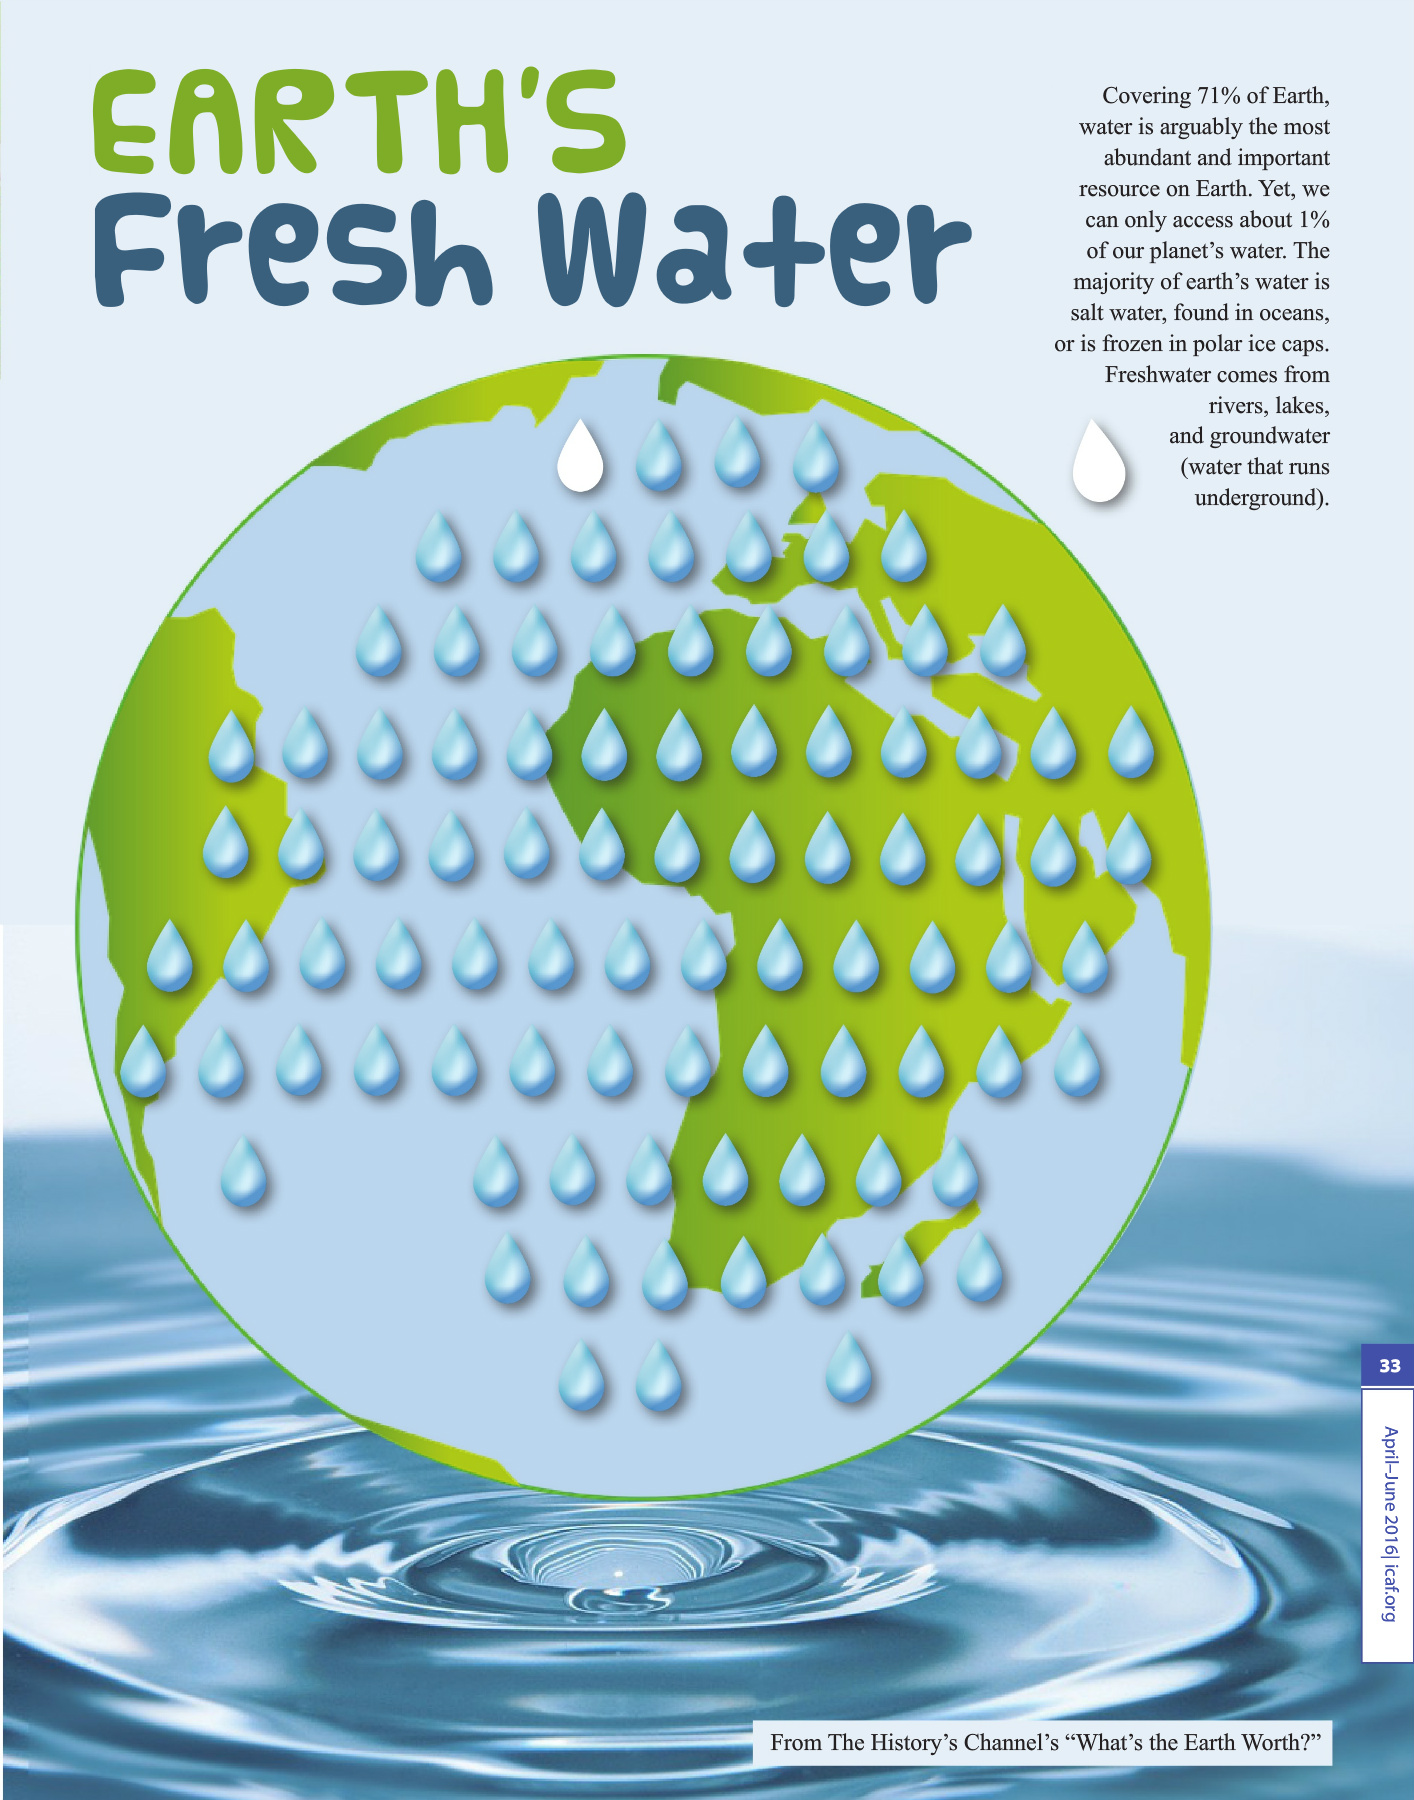 EARTH'S
Fresh Water
Covering 71% of Earth,
water is arguably the most
abundant and important
resource on Earth. Yet, we
can only access about 1%
of our planet’s water. The
majority of earth’s water is
salt water, found in oceans,
or is frozen in polar ice caps.
Freshwater comes from
rivers, lakes,
and groundwater
(water that runs
underground).
33
April–June 2016| icaf.org
From The History’s Channel’s “What’s the Earth Worth?”